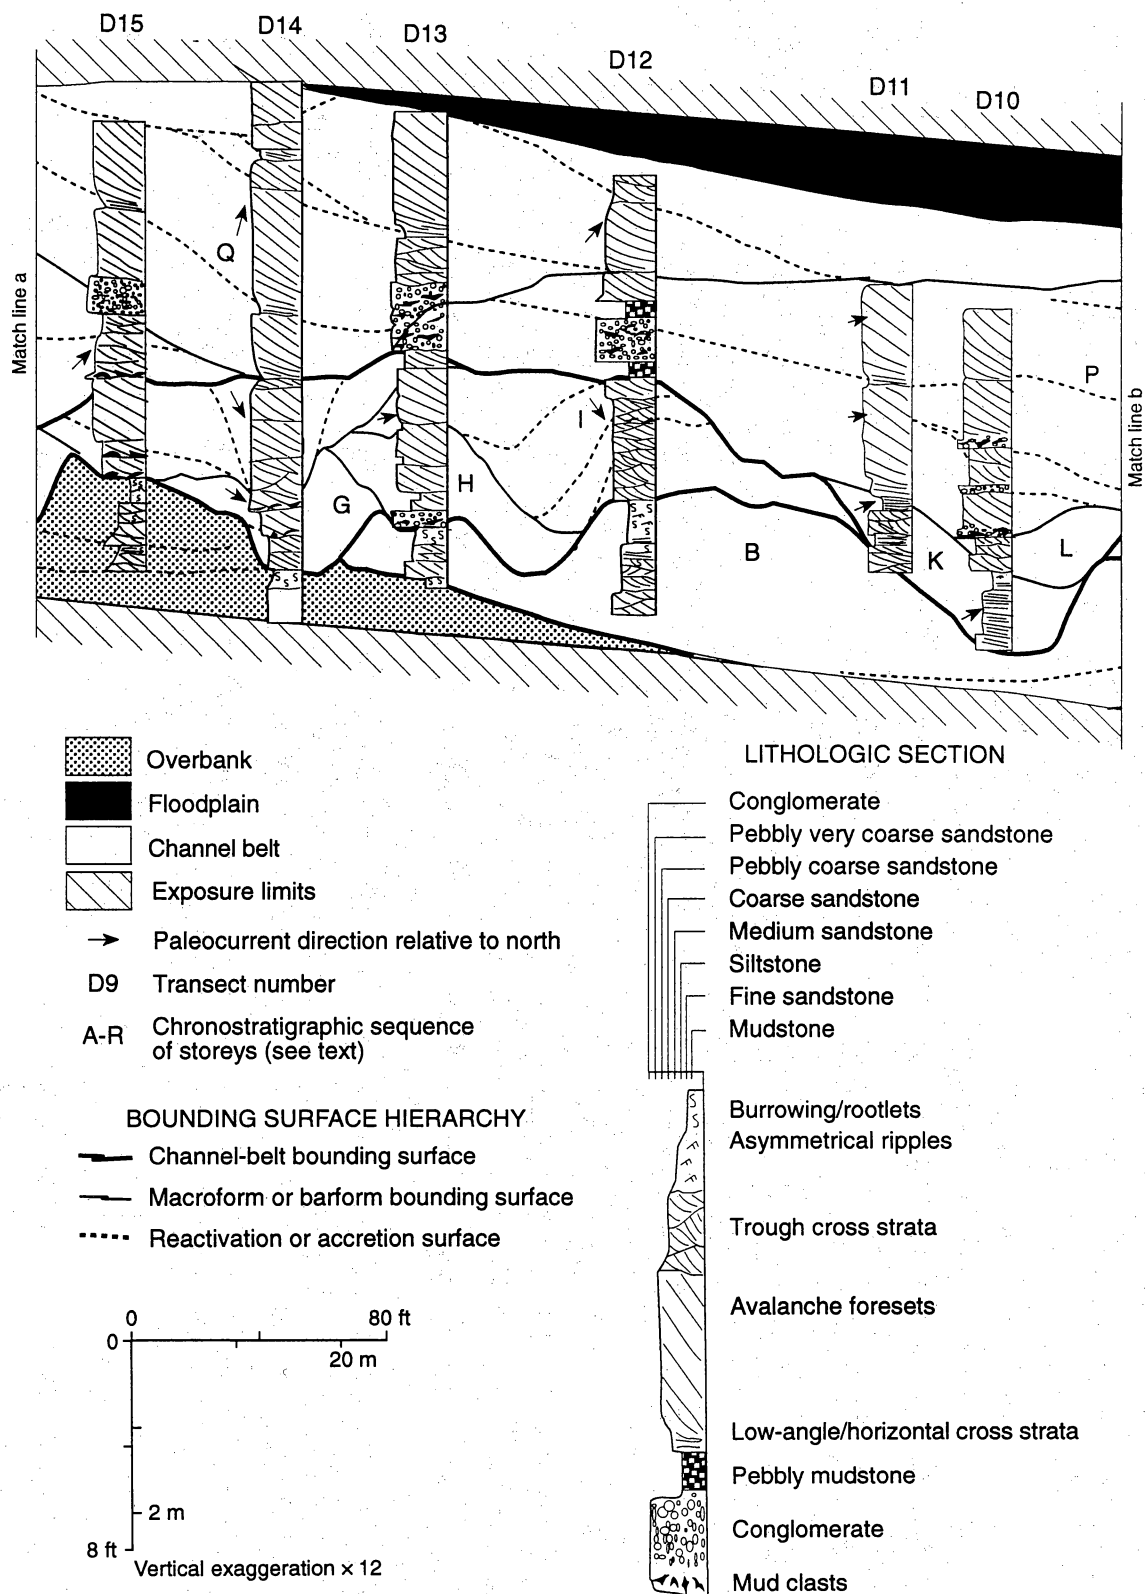 D15
D14
D13
D12
D11
D10
Match line a
Match line b
Q
P
I
H
G
B
K
L
Overbank
Floodplain
Channel belt
Exposure limits
Paleocurrent direction relative to north
D9 Transect number
A-R Chronostratigraphic sequence
of storeys (see text)
BOUNDING SURFACE HIERARCHY
Channel-belt bounding surface
Macroform or barform bounding surface
Reactivation or accretion surface
0 80 ft
0
20 m
2 m
8 ft
Vertical exaggeration × 12
LITHOLOGIC SECTION
Conglomerate
Pebbly very coarse sandstone
Pebbly coarse sandstone
Coarse sandstone
Medium sandstone
Siltstone
Fine sandstone
Mudstone
Burrowing/rootlets
Asymmetrical ripples
Trough cross strata
Avalanche foresets
Low-angle/horizontal cross strata
Pebbly mudstone
Conglomerate
Mud clasts